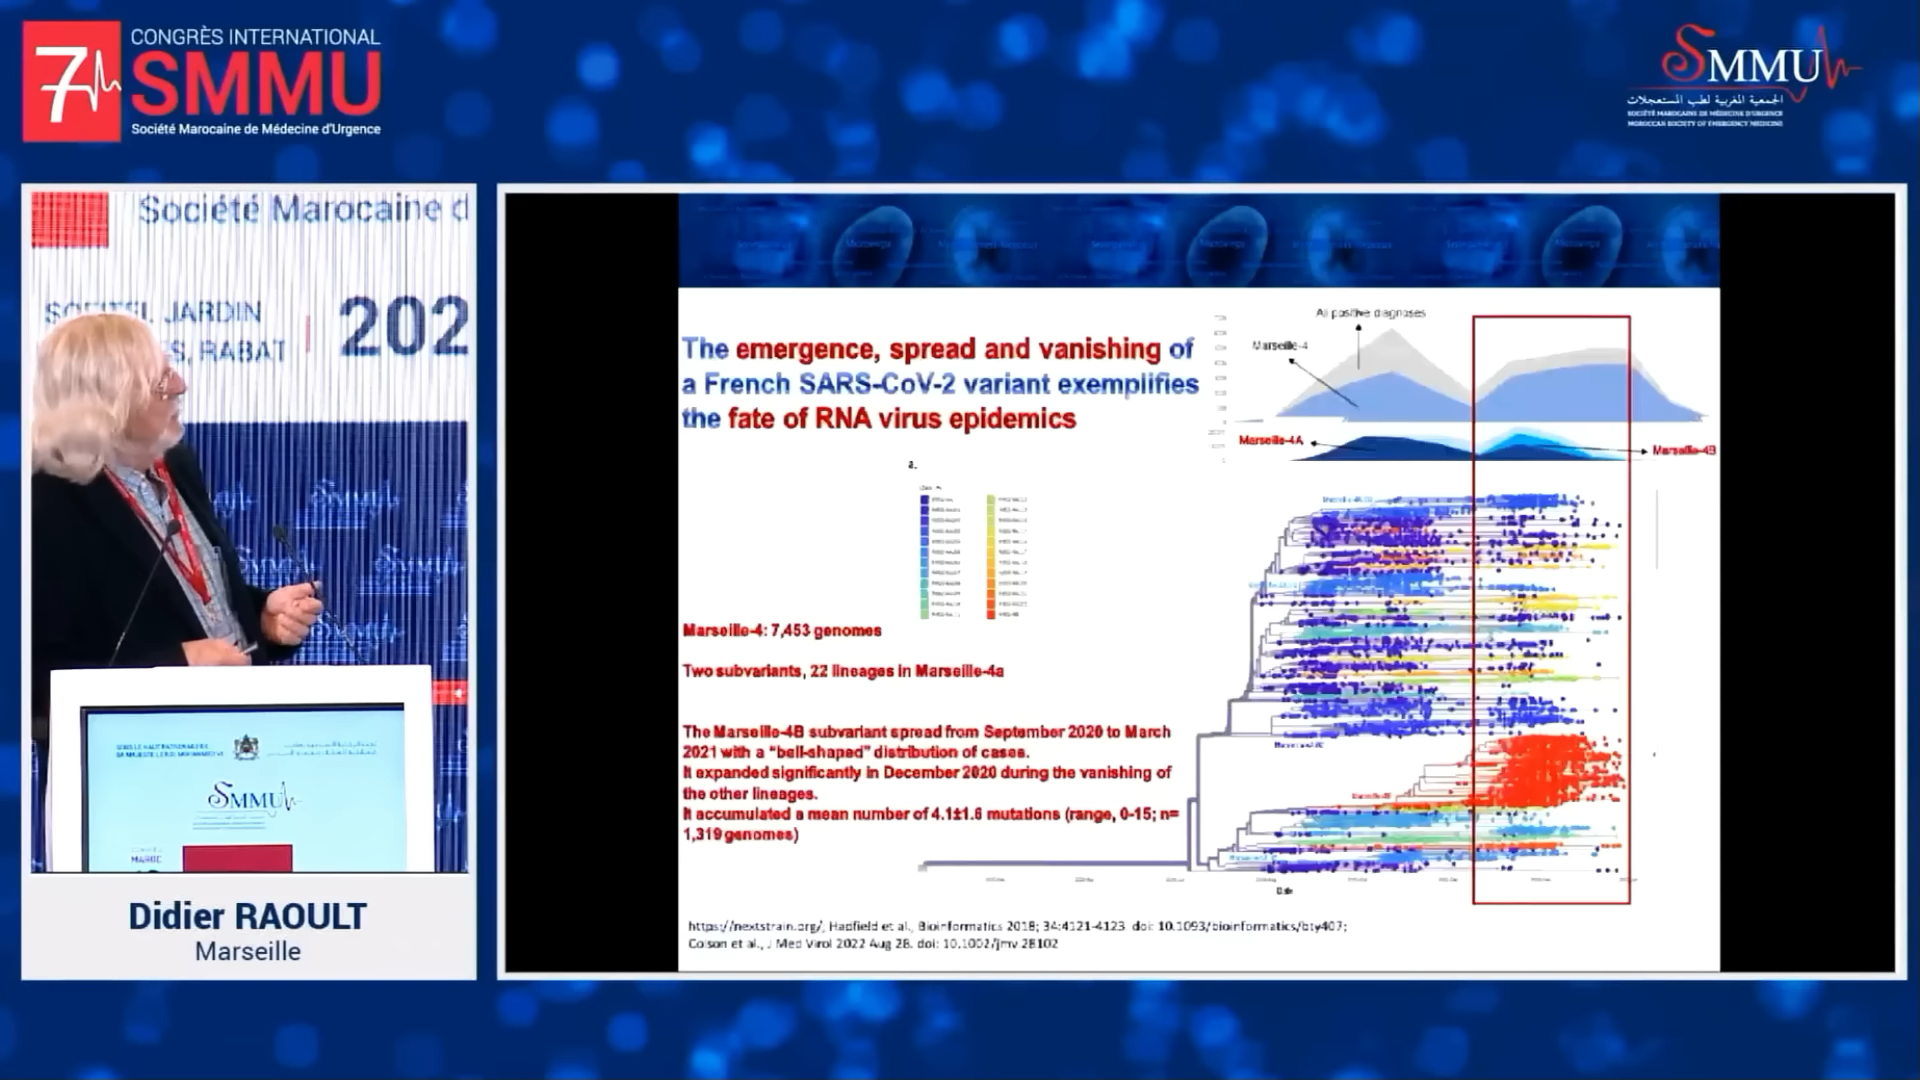 7
CONGRÈS INTERNATIONAL
SMMU
Société Marocaine de Médecine d'Urgence
SMMU
الجمعية المغربية لطب المستعجلات
SOCIÉTÉ MAROCAINE DE MÉDECINE D'URGENCE
MOROCCAN SOCIETY OF EMERGENCY MEDICINE
Société Marocaine d
SOFITEL JARDIN
S, RABAT
202
SMMU
MAROC
Didier RAOULT
Marseille
The emergence, spread and vanishing of
a French SARS-CoV-2 variant exemplifies
the fate of RNA virus epidemics
All positive diagnoses
Marseille-4
Marseille-4A
Marseille-4B
a.
Marseille-4: 7,453 genomes
Two subvariants, 22 lineages in Marseille-4a
The Marseille-4B subvariant spread from September 2020 to March
2021 with a "bell-shaped" distribution of cases.
It expanded significantly in December 2020 during the vanishing of
the other lineages.
It accumulated a mean number of 4.1±1.6 mutations (range, 0-15; n=
1,319 genomes)
Date
https://nextstrain.org/, Hadfield et al., Bioinformatics 2018; 34:4121-4123 doi: 10.1093/bioinformatics/bty407;
Colson et al., J Med Virol 2022 Aug 28. doi: 10.1002/jmv.28102